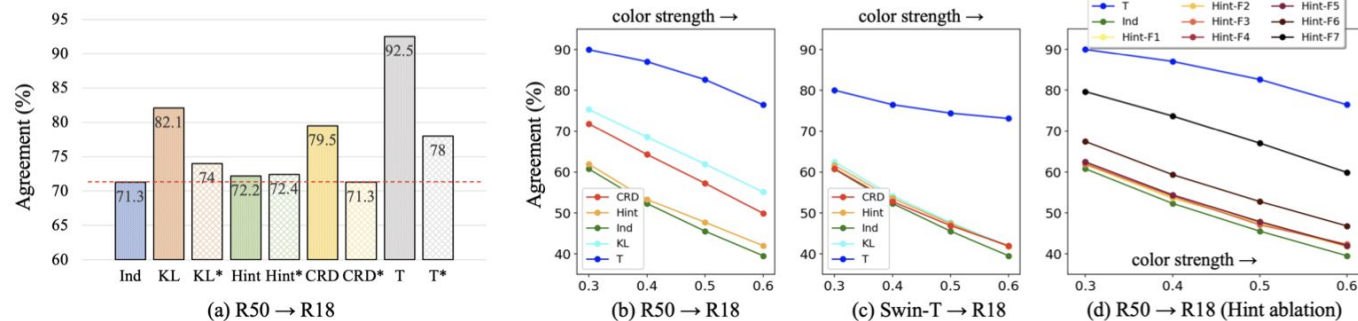 95
90
85
80
75
70
65
60
Agreement (%)
71.3
82.1
74
72.2
72.4
79.5
71.3
92.5
78
Ind KL KL* Hint Hint* CRD CRD* T T*
(a) R50 → R18
color strength →
Agreement (%)
90
80
70
60
50
40
CRD
Hint
Ind
KL
T
0.3 0.4 0.5 0.6
(b) R50 → R18
color strength →
90
80
70
60
50
40
CRD
Hint
Ind
KL
T
0.3 0.4 0.5 0.6
(c) Swin-T → R18
T
Ind
Hint-F1
Hint-F2
Hint-F3
Hint-F4
Hint-F5
Hint-F6
Hint-F7
90
80
70
60
50
40
color strength →
0.3 0.4 0.5 0.6
(d) R50 → R18 (Hint ablation)